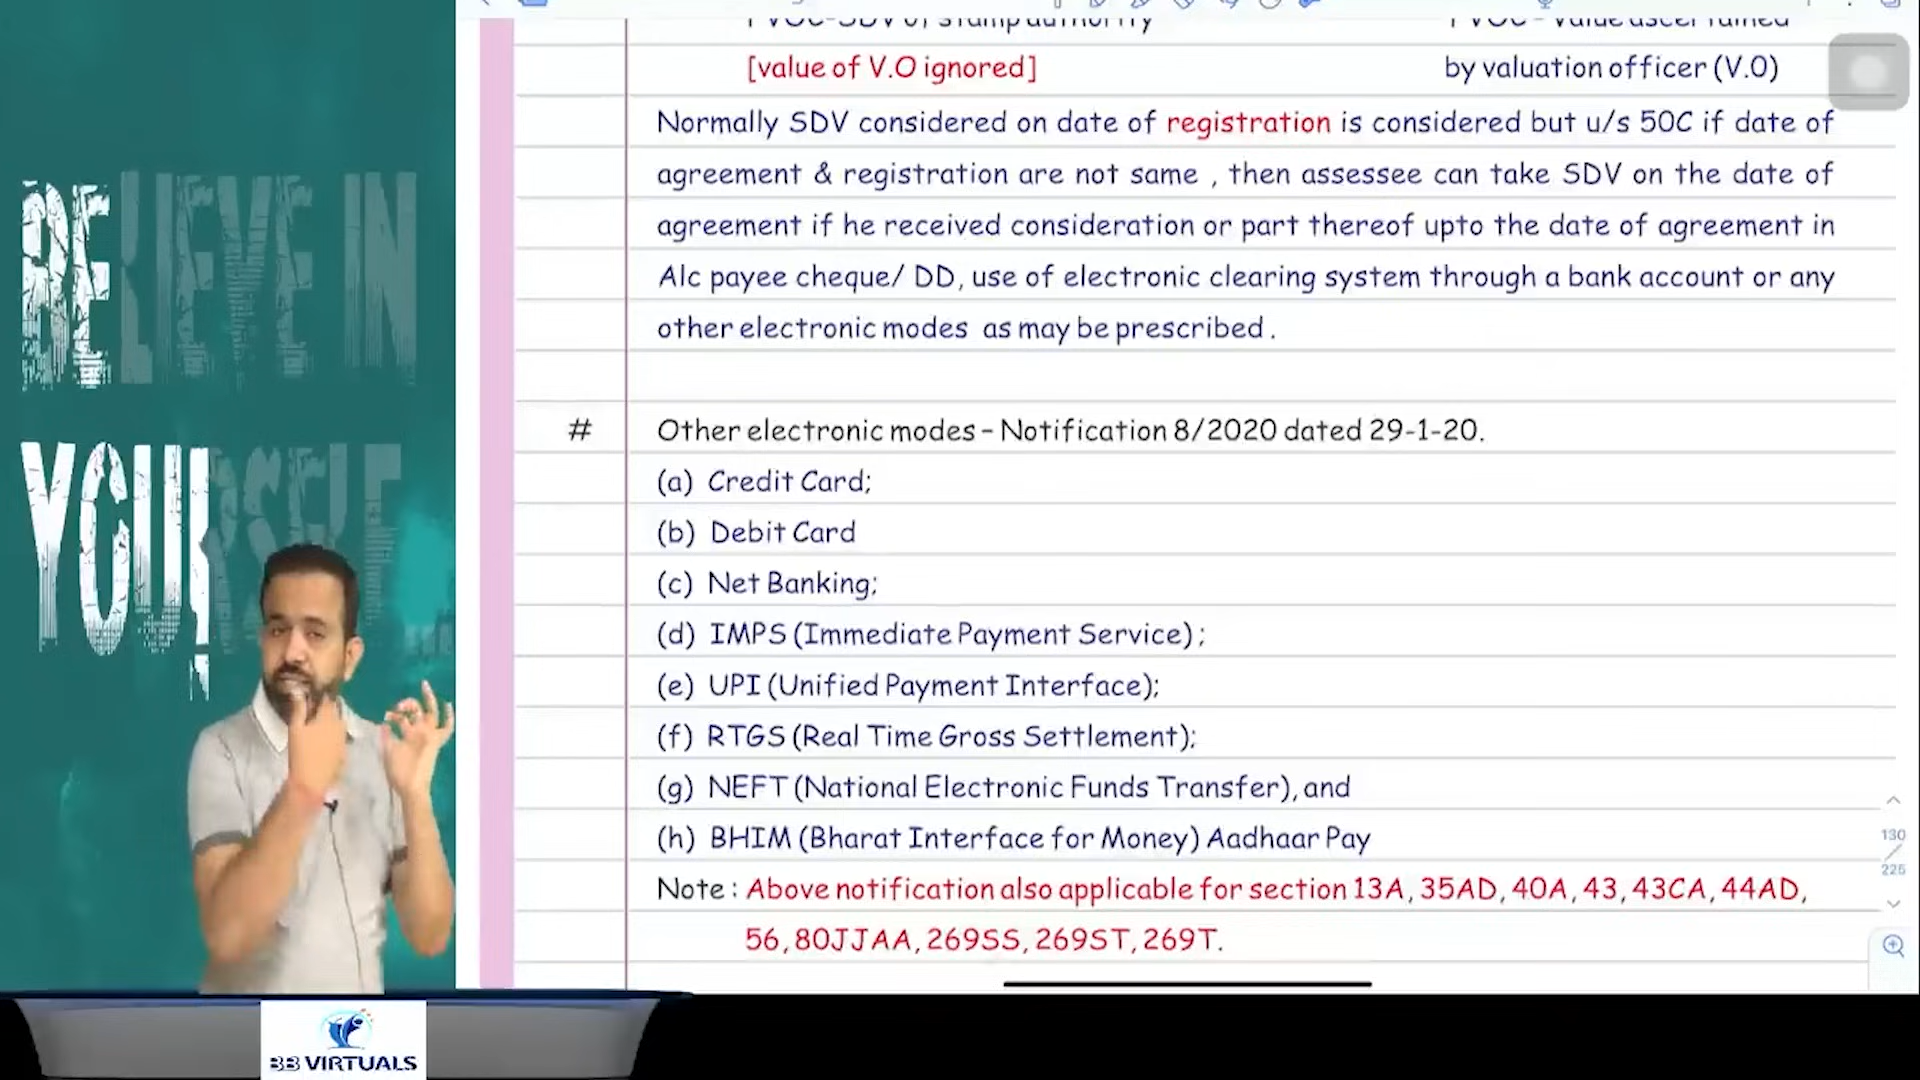 BELIEVE IN
YOURSELF
[value of V.O ignored]
by valuation officer (V.O)
Normally SDV considered on date of registration is considered but u/s 50C if date of
agreement & registration are not same , then assessee can take SDV on the date of
agreement if he received consideration or part thereof upto the date of agreement in
Alc payee cheque/ DD, use of electronic clearing system through a bank account or any
other electronic modes as may be prescribed .
# Other electronic modes – Notification 8/2020 dated 29-1-20.
(a) Credit Card;
(b) Debit Card
(c) Net Banking;
(d) IMPS (Immediate Payment Service) ;
(e) UPI (Unified Payment Interface);
(f) RTGS (Real Time Gross Settlement);
(g) NEFT (National Electronic Funds Transfer), and
(h) BHIM (Bharat Interface for Money) Aadhaar Pay
Note : Above notification also applicable for section 13A, 35AD, 40A, 43, 43CA, 44AD,
56, 80JJAA, 269SS, 269ST, 269T.
130
225
BB VIRTUALS